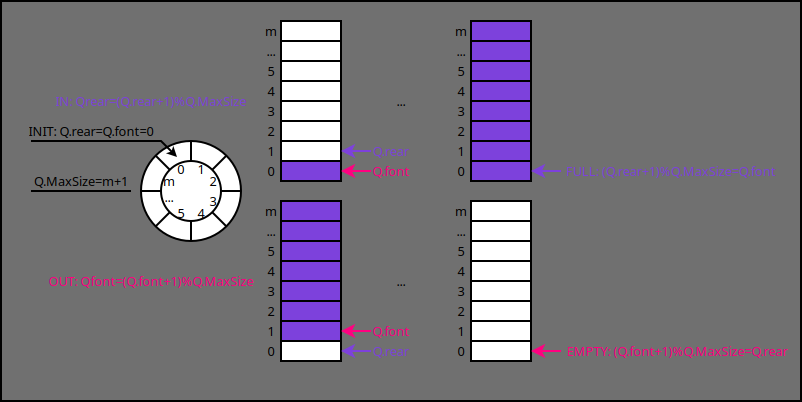 IN: Qrear=(Q.rear+1)%Q.MaxSize
INIT: Q.rear=Q.font=0
Q.MaxSize=m+1
0
1
2
3
4
5
...
m
OUT: Qfont=(Q.font+1)%Q.MaxSize
m
...
5
4
3
2
1
0
Q.rear
Q.font
...
m
...
5
4
3
2
1
0
FULL: (Q.rear+1)%Q.MaxSize=Q.font
m
...
5
4
3
2
1
0
Q.font
Q.rear
...
m
...
5
4
3
2
1
0
EMPTY: (Q.font+1)%Q.MaxSize=Q.rear